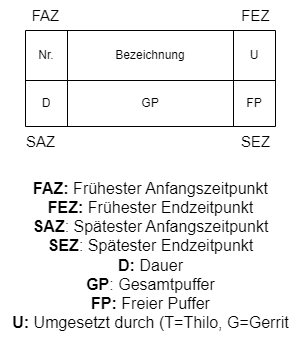 FAZ FEZ
Nr. Bezeichnung U
D GP FP
SAZ SEZ
FAZ: Frühester Anfangszeitpunkt
FEZ: Frühester Endzeitpunkt
SAZ: Spätester Anfangszeitpunkt
SEZ: Spätester Endzeitpunkt
D: Dauer
GP: Gesamtpuffer
FP: Freier Puffer
U: Umgesetzt durch (T=Thilo, G=Gerrit